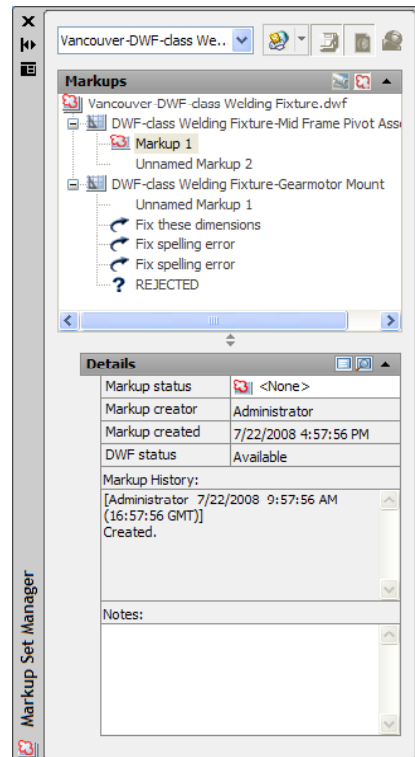 Vancouver-DWF-class We..
Markups
Vancouver-DWF-class Welding Fixture.dwf
DWF-class Welding Fixture-Mid Frame Pivot Ass
Markup 1
Unnamed Markup 2
DWF-class Welding Fixture-Gearmotor Mount
Unnamed Markup 1
Fix these dimensions
Fix spelling error
Fix spelling error
? REJECTED
Details
Markup status <None>
Markup creator Administrator
Markup created 7/22/2008 4:57:56 PM
DWF status Available
Markup History:
[Administrator 7/22/2008 9:57:56 AM
(16:57:56 GMT)]
Created.
Notes:
Markup Set Manager